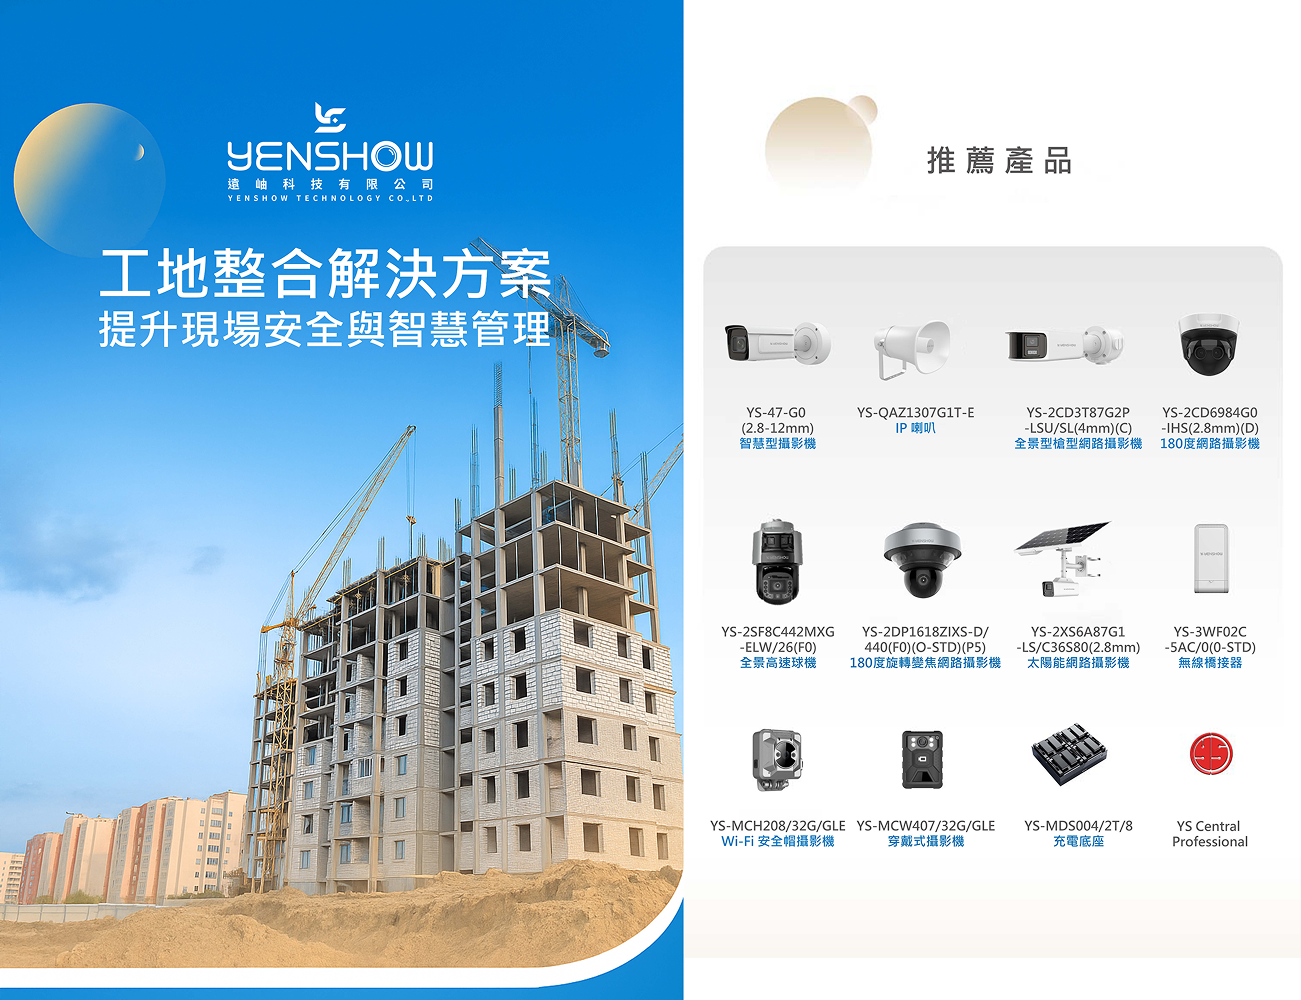 YENSHOW
遠岫科技有限公司
YENSHOW TECHNOLOGY CO.,LTD
工地整合解決方案
提升現場安全與智慧管理
推薦產品
YS-47-G0
(2.8-12mm)
智慧型攝影機
YS-QAZ1307G1T-E
IP 喇叭
YS-2CD3T87G2P
-LSU/SL(4mm)(C)
全景型槍型網路攝影機
YS-2CD6984G0
-IHS(2.8mm)(D)
180度網路攝影機
YS-2SF8C442MXG
-ELW/26(F0)
全景高速球機
YS-2DP1618ZIXS-D/
440(F0)(O-STD)(P5)
180度旋轉變焦網路攝影機
YS-2XS6A87G1
-LS/C36S80(2.8mm)
太陽能網路攝影機
YS-3WF02C
-5AC/0(0-STD)
無線橋接器
YS-MCH208/32G/GLE
Wi-Fi 安全帽攝影機
YS-MCW407/32G/GLE
穿戴式攝影機
YS-MDS004/2T/8
充電底座
YS Central
Professional